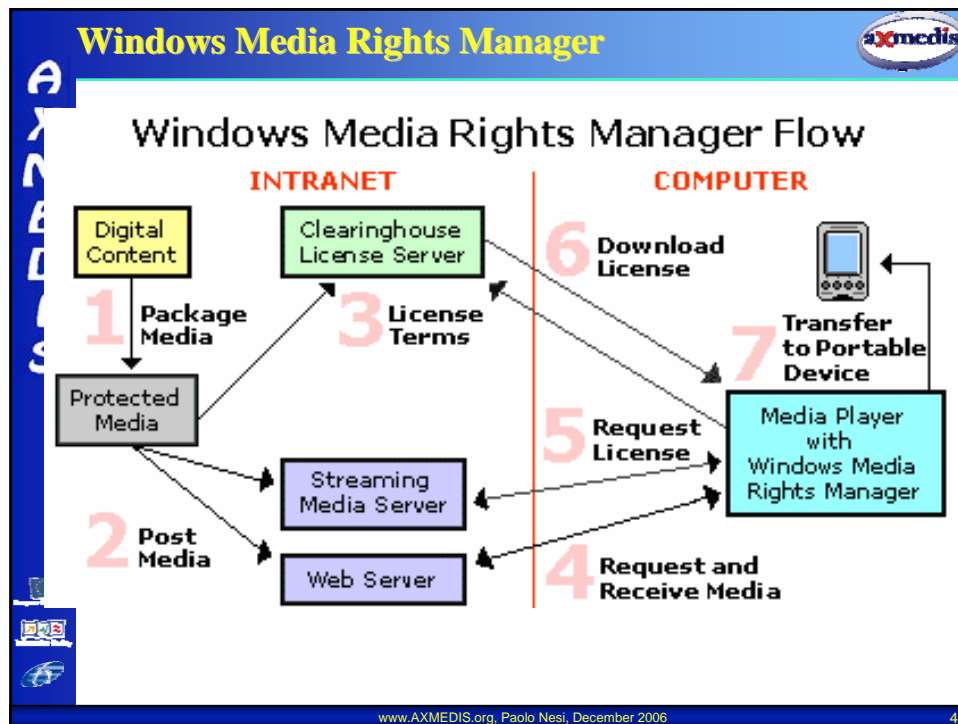 Windows Media Rights Manager
axmedis
AXMEDIS
Windows Media Rights Manager Flow
INTRANET
COMPUTER
Digital
Content
Clearinghouse
License Server
6 Download
License
1 Package
Media
3 License
Terms
7 Transfer
to Portable
Device
Protected
Media
5 Request
License
Media Player
with
Windows Media
Rights Manager
Streaming
Media Server
2 Post
Media
Web Server
4 Request and
Receive Media
www.AXMEDIS.org, Paolo Nesi, December 2006
4